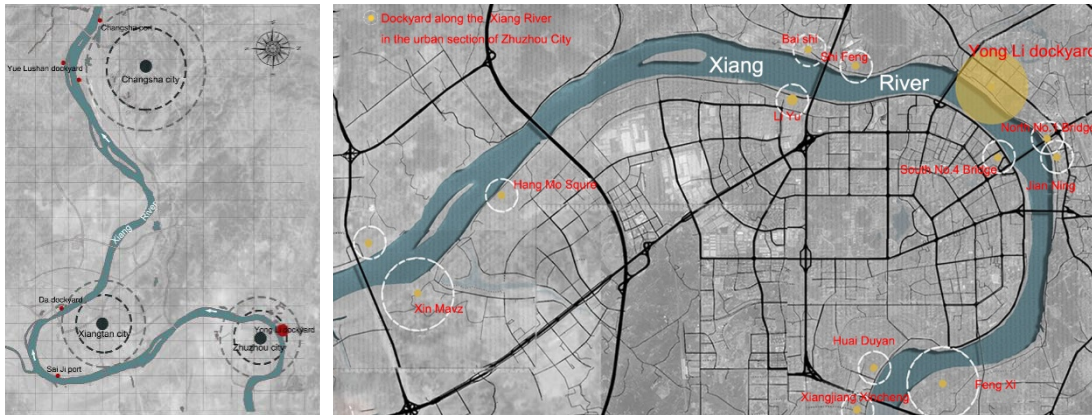 Changsha port
Yue Lushan dockyard
Changsha city
Xiang River
Da dockyard
Xiangtan city
Yong Li dockyard
Zhuzhou city
Sai Ji port
Dockyard along the Xiang River
in the urban section of Zhuzhou City
Bai shi
Shi Feng
Yong Li dockyard
Xiang River
Li Yu
North No.1 Bridge
South No.4 Bridge
Jian Ning
Hang Mo Squre
Xin Mavz
Huai Duyan
Feng Xi
Xiangjiang Xincheng